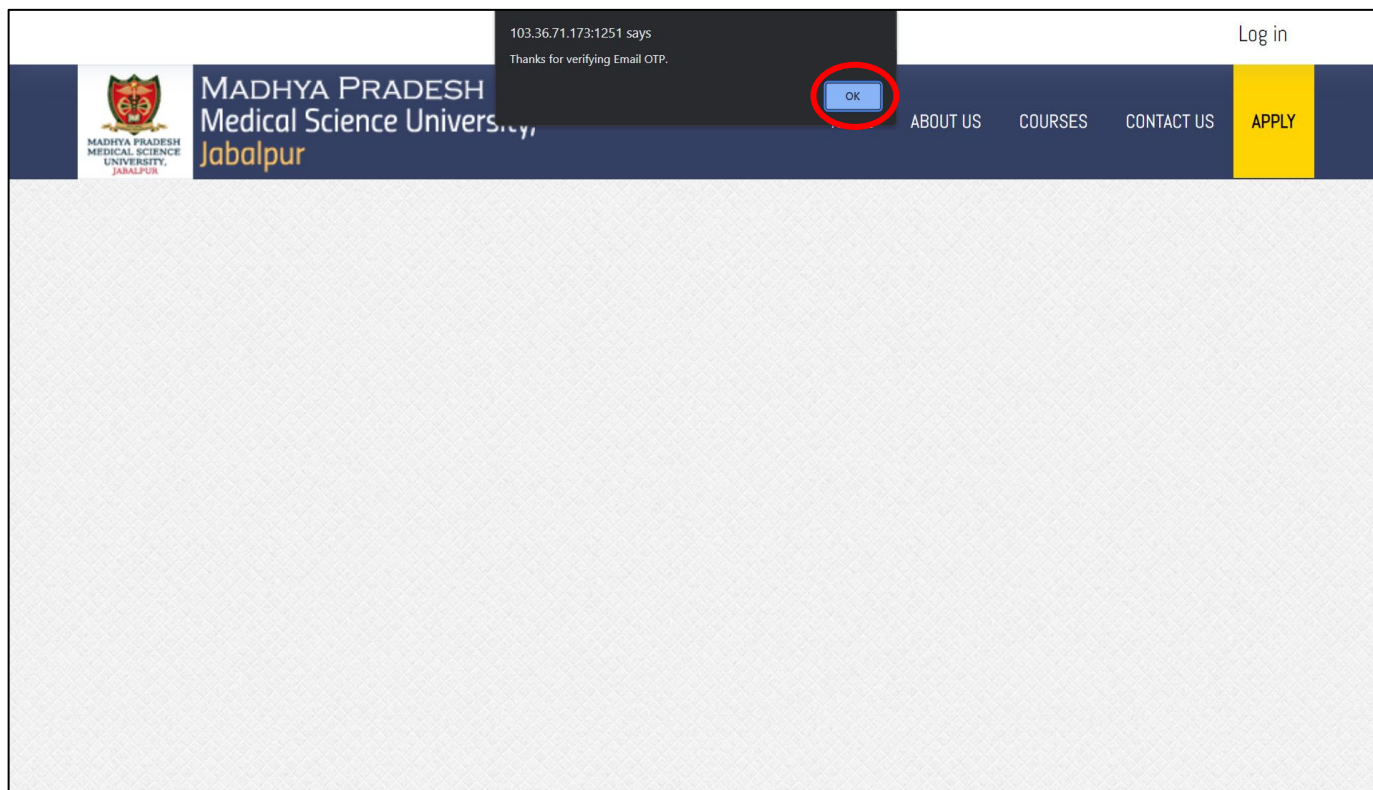 103.36.71.173:1251 says
Thanks for verifying Email OTP.
OK
Log in
MADHYA PRADESH
Medical Science University,
Jabalpur
MADHYA PRADESH
MEDICAL SCIENCE
UNIVERSITY,
JABALPUR
ABOUT US
COURSES
CONTACT US
APPLY